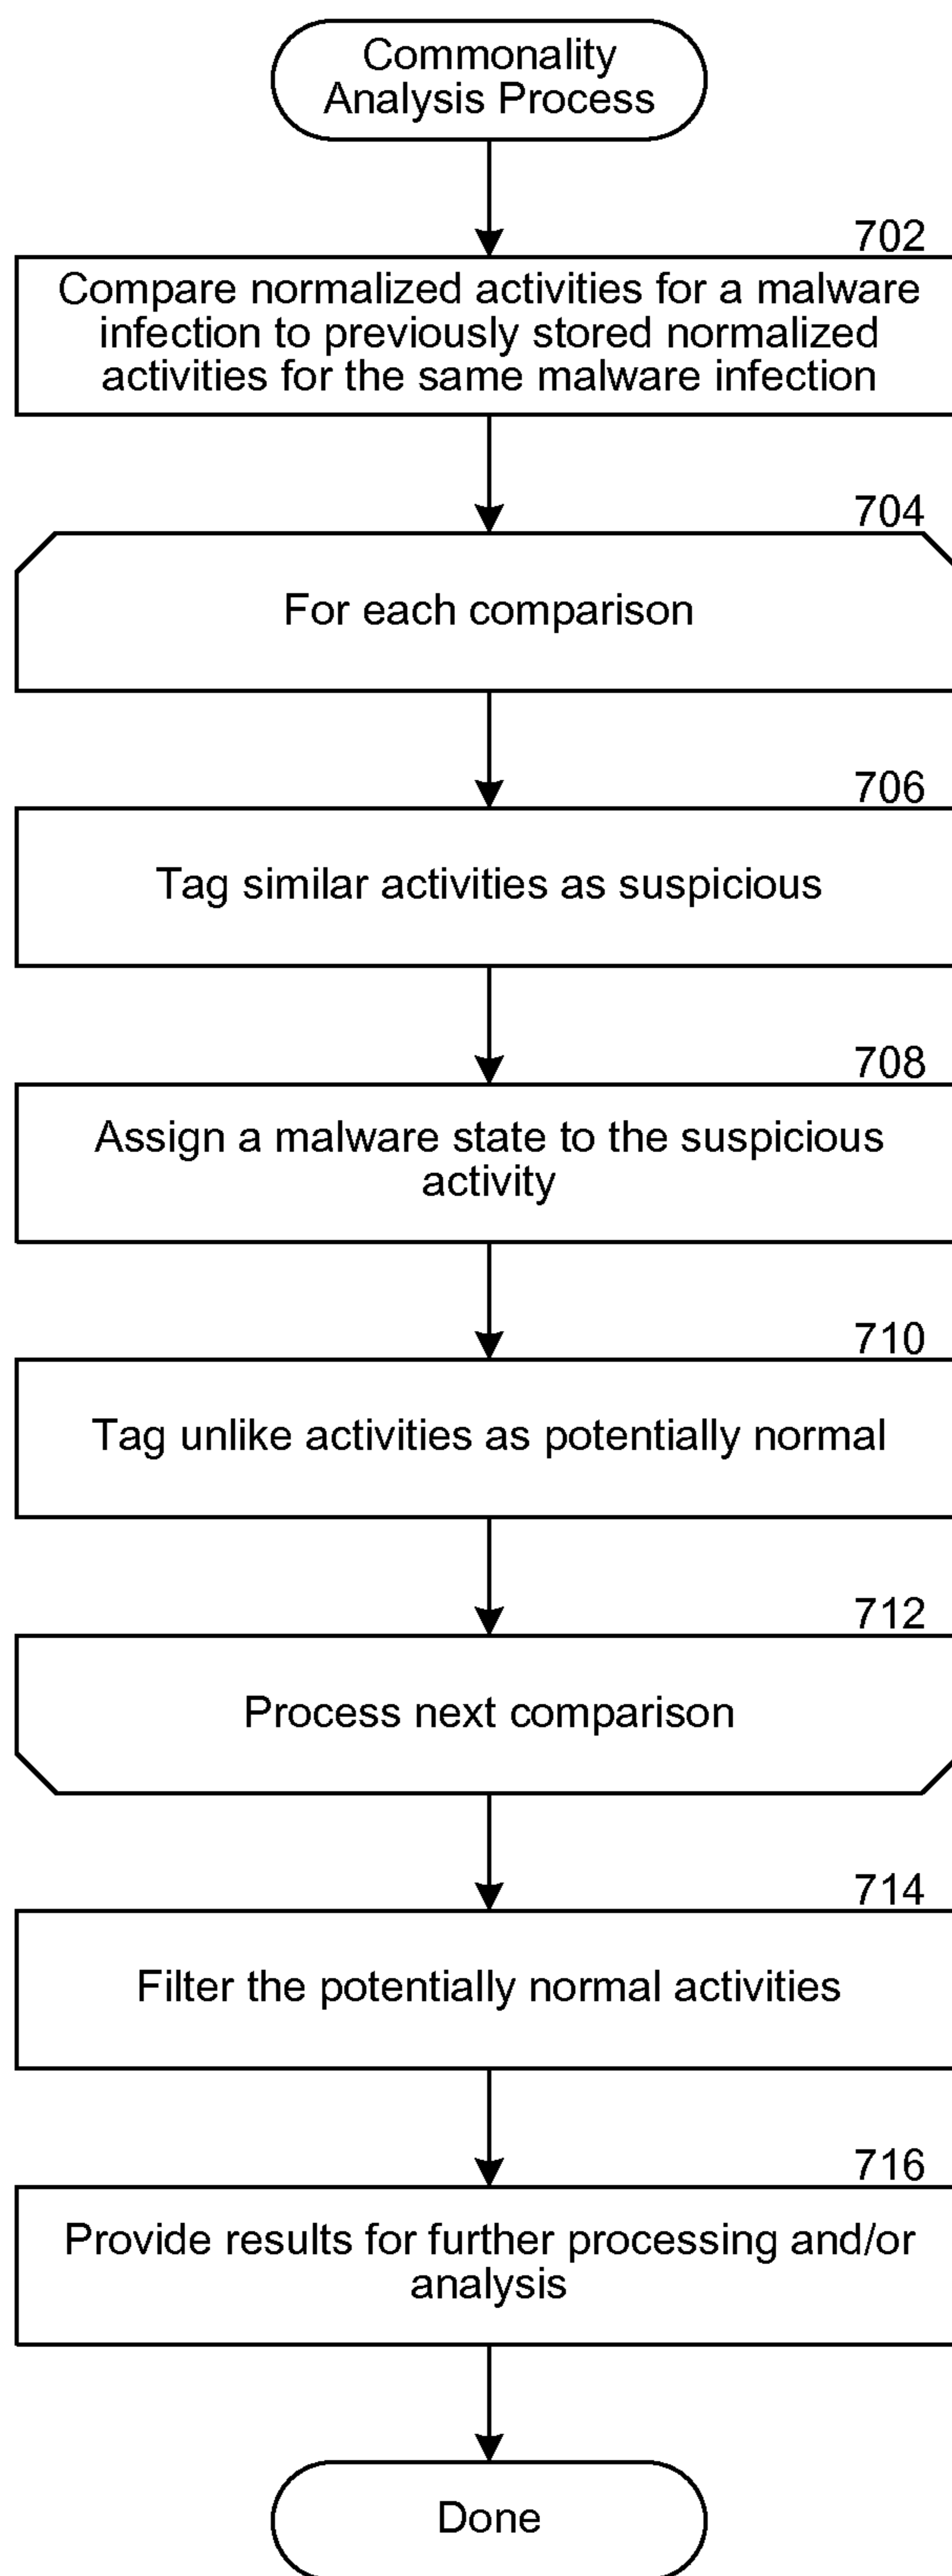 Commonality
Analysis Process
702
Compare normalized activities for a malware
infection to previously stored normalized
activities for the same malware infection
704
For each comparison
706
Tag similar activities as suspicious
708
Assign a malware state to the suspicious
activity
710
Tag unlike activities as potentially normal
712
Process next comparison
714
Filter the potentially normal activities
716
Provide results for further processing and/or
analysis
Done